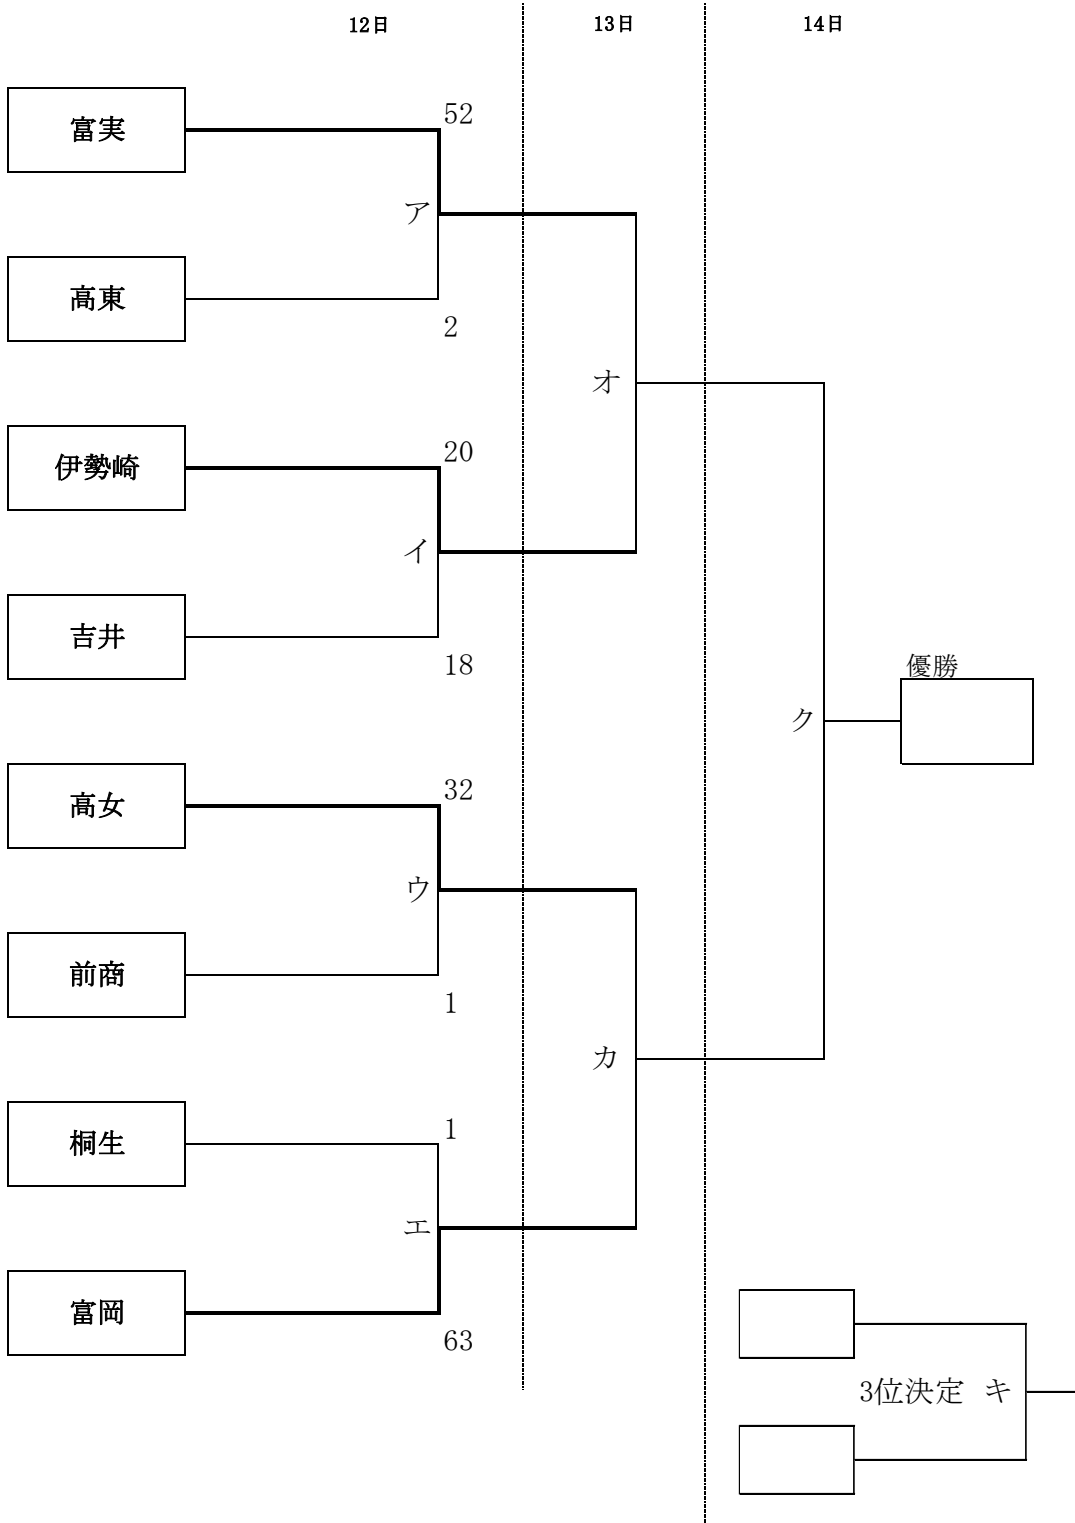 12日 13日 14日
52
富実
ア
高東
2
オ
20
伊勢崎
イ
吉井
18
優勝
ク
32
高女
ウ
前商
1
カ
1
桐生
エ
富岡
63
3位決定 キ